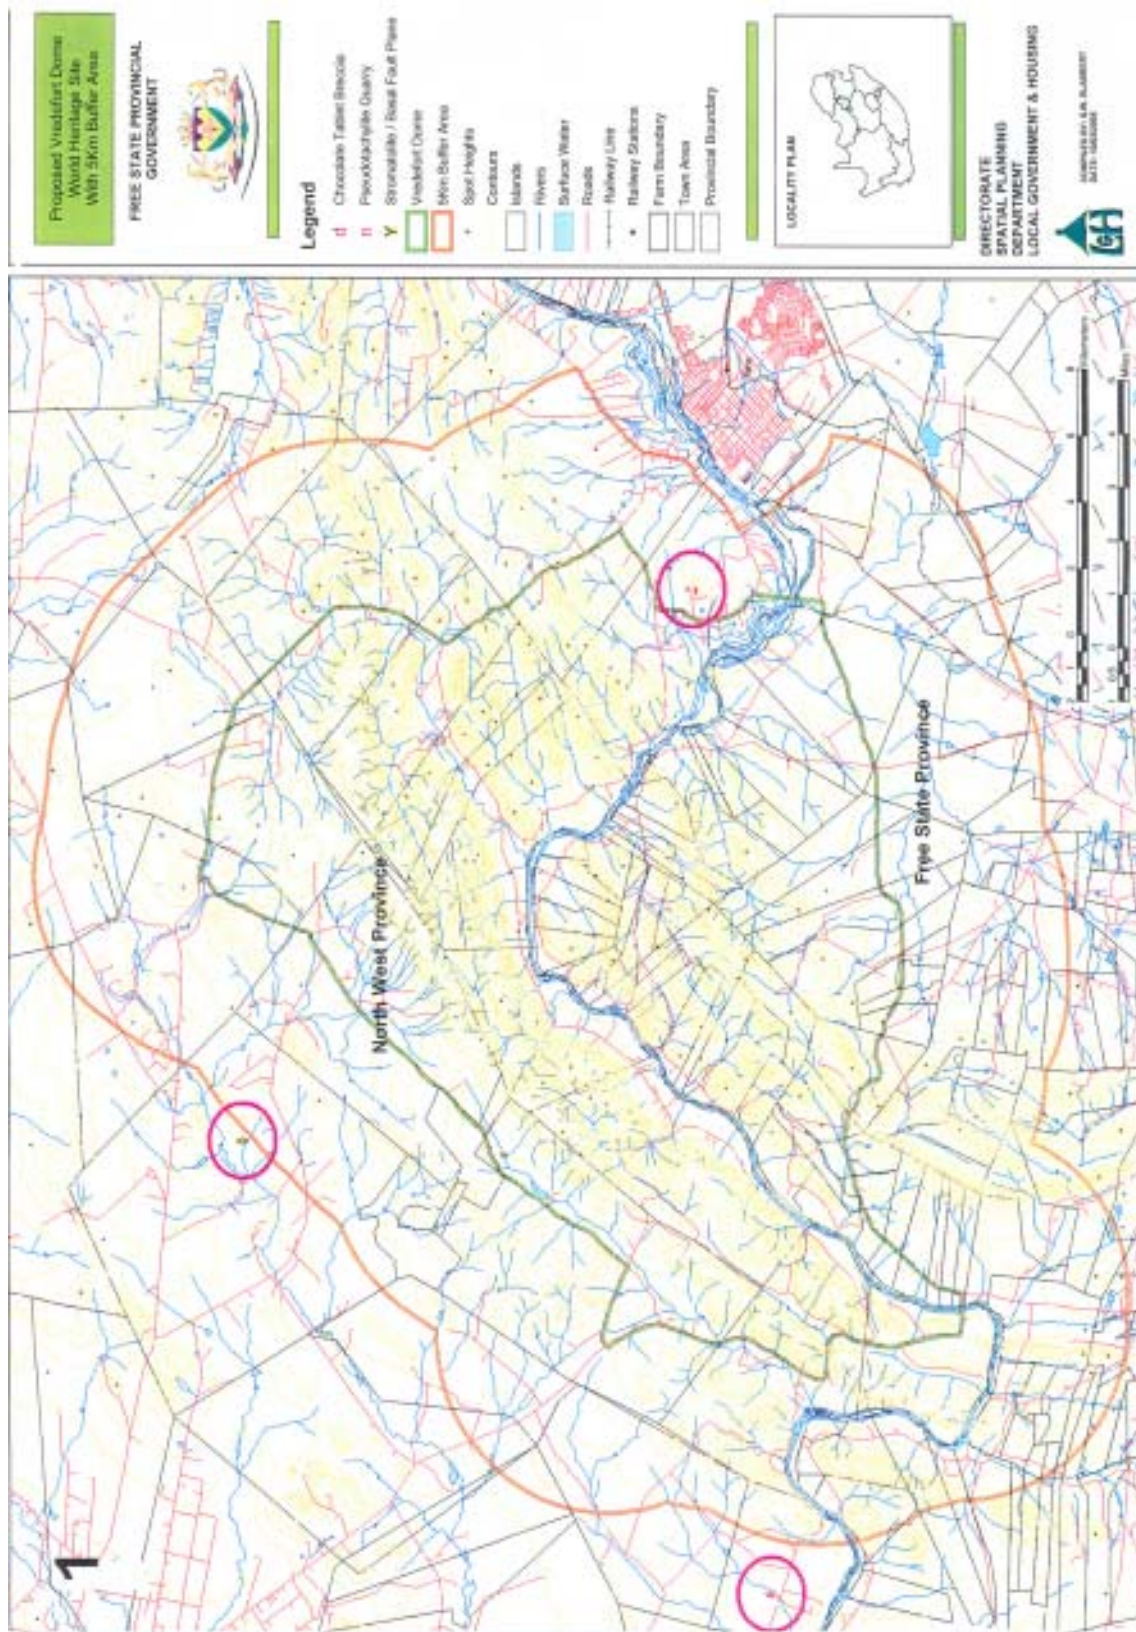 1
North West Province
Free State Province
Proposed Vredefort Dome
World Heritage Site
With 5Km Buffer Area
FREE STATE PROVINCIAL
GOVERNMENT
Legend
Chocolate Tablet Breccia
Pseudotachylite Quarry
Stromatolite / Basal Fault Plane
Vredefort Dome
5Km Buffer Area
Spot Heights
Contours
Islands
Rivers
Surface Water
Roads
Railway Line
Railway Stations
Farm Boundary
Town Area
Provincial Boundary
LOCALITY PLAN
DIRECTORATE
SPATIAL PLANNING
DEPARTMENT
LOCAL GOVERNMENT & HOUSING
Kilometers
Miles